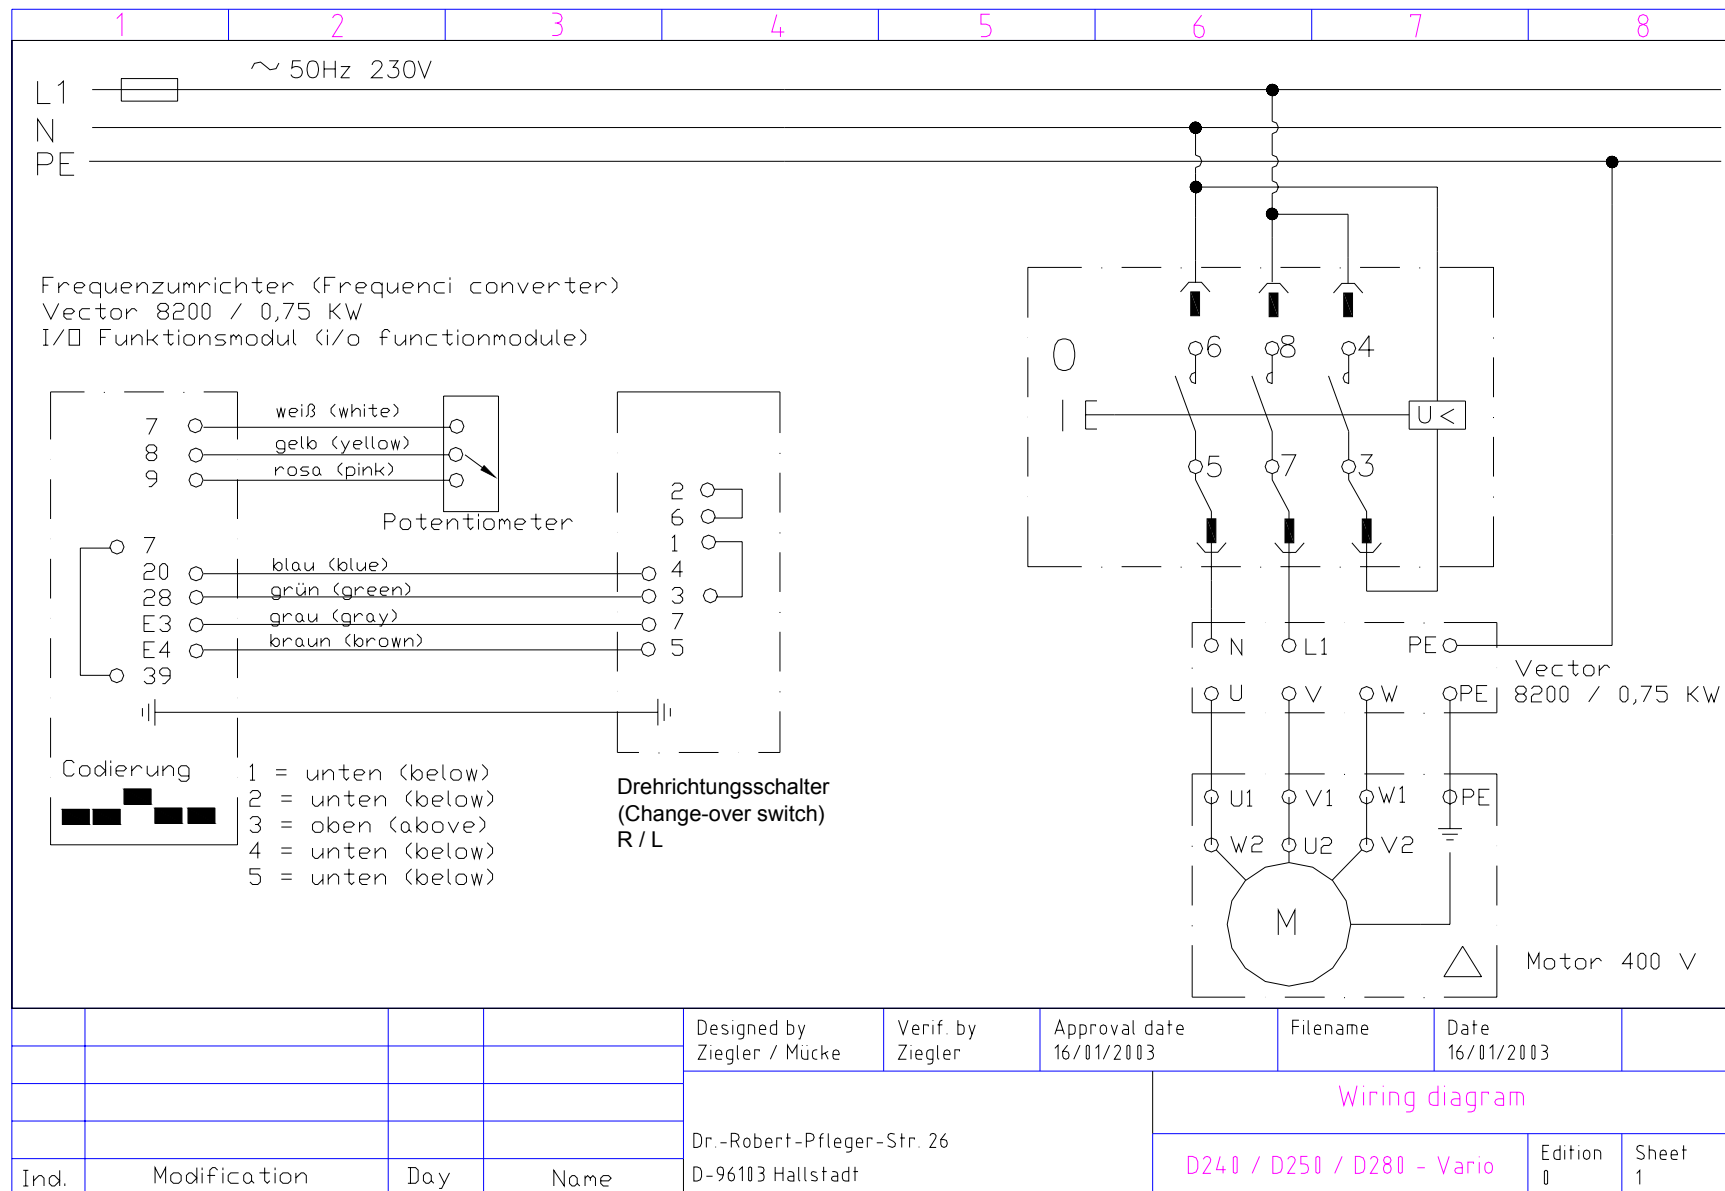 1 2 3 4 5 6 7 8
~ 50Hz 230V
L1
N
PE
Frequenzumrichter (Frequenci converter)
Vector 8200 / 0,75 KW
I/O Funktionsmodul (i/o functionmodule)
7 weiß (white)
8 gelb (yellow)
9 rosa (pink)
Potentiometer
7
20 blau (blue)
28 grün (green)
E3 grau (gray)
E4 braun (brown)
39
2
6
1
4
3
7
5
Codierung
1 = unten (below)
2 = unten (below)
3 = oben (above)
4 = unten (below)
5 = unten (below)
Drehrichtungsschalter
(Change-over switch)
R / L
0 6 8 4
I U<
5 7 3
N L1 PE
U V W PE
Vector
8200 / 0,75 KW
U1 V1 W1 PE
W2 U2 V2
M
Motor 400 V
Designed by
Ziegler / Mücke
Verif. by
Ziegler
Approval date
16/01/2003
Filename
Date
16/01/2003
Wiring diagram
Dr.-Robert-Pfleger-Str. 26
D-96103 Hallstadt
D240 / D250 / D280 - Vario
Edition
0
Sheet
1
Ind. Modification Day Name